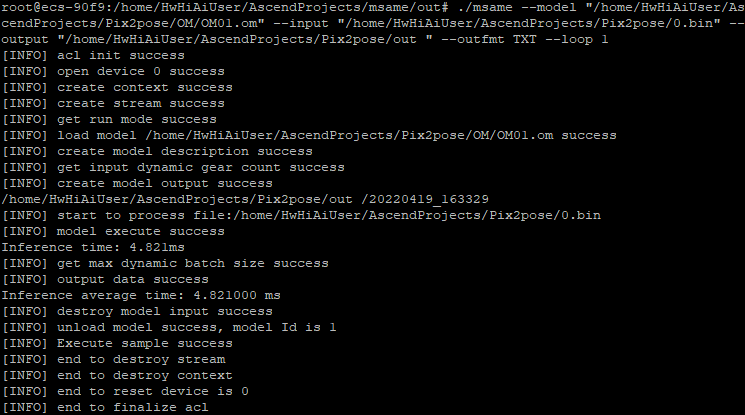 root@ecs-90f9:/home/HwHiAiUser/AscendProjects/msame/out# ./msame --model "/home/HwHiAiUser/As
cendProjects/Pix2pose/OM/OM01.om" --input "/home/HwHiAiUser/AscendProjects/Pix2pose/0.bin" --
output "/home/HwHiAiUser/AscendProjects/Pix2pose/out " --outfmt TXT --loop 1
[INFO] acl init success
[INFO] open device 0 success
[INFO] create context success
[INFO] create stream success
[INFO] get run mode success
[INFO] load model /home/HwHiAiUser/AscendProjects/Pix2pose/OM/OM01.om success
[INFO] create model description success
[INFO] get input dynamic gear count success
[INFO] create model output success
/home/HwHiAiUser/AscendProjects/Pix2pose/out /20220419_163329
[INFO] start to process file:/home/HwHiAiUser/AscendProjects/Pix2pose/0.bin
[INFO] model execute success
Inference time: 4.821ms
[INFO] get max dynamic batch size success
[INFO] output data success
Inference average time: 4.821000 ms
[INFO] destroy model input success
[INFO] unload model success, model Id is 1
[INFO] Execute sample success
[INFO] end to destroy stream
[INFO] end to destroy context
[INFO] end to reset device is 0
[INFO] end to finalize acl